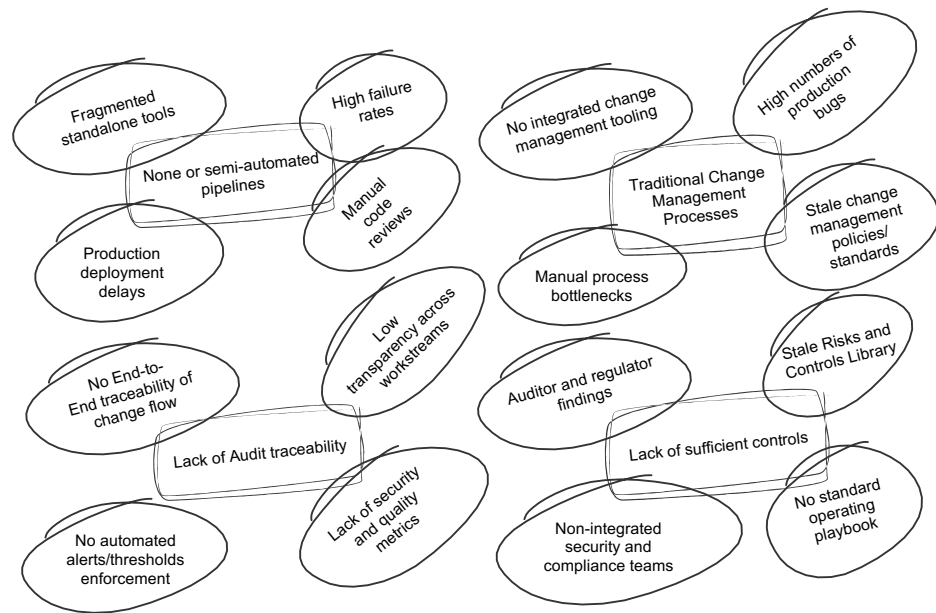 Fragmented
standalone tools
High failure
rates
None or semi-automated
pipelines
Manual
code
reviews
Production
deployment
delays
No integrated change
management tooling
High numbers of
production
bugs
Traditional Change
Management
Processes
Stale change
management
policies/
standards
Manual process
bottlenecks
No End-to-
End traceability of
change flow
Low
transparency across
workstreams
Lack of Audit traceability
No automated
alerts/thresholds
enforcement
Lack of security
and quality
metrics
Auditor and regulator
findings
Stale Risks and
Controls Library
Lack of sufficient controls
Non-integrated
security and
compliance teams
No standard
operating
playbook